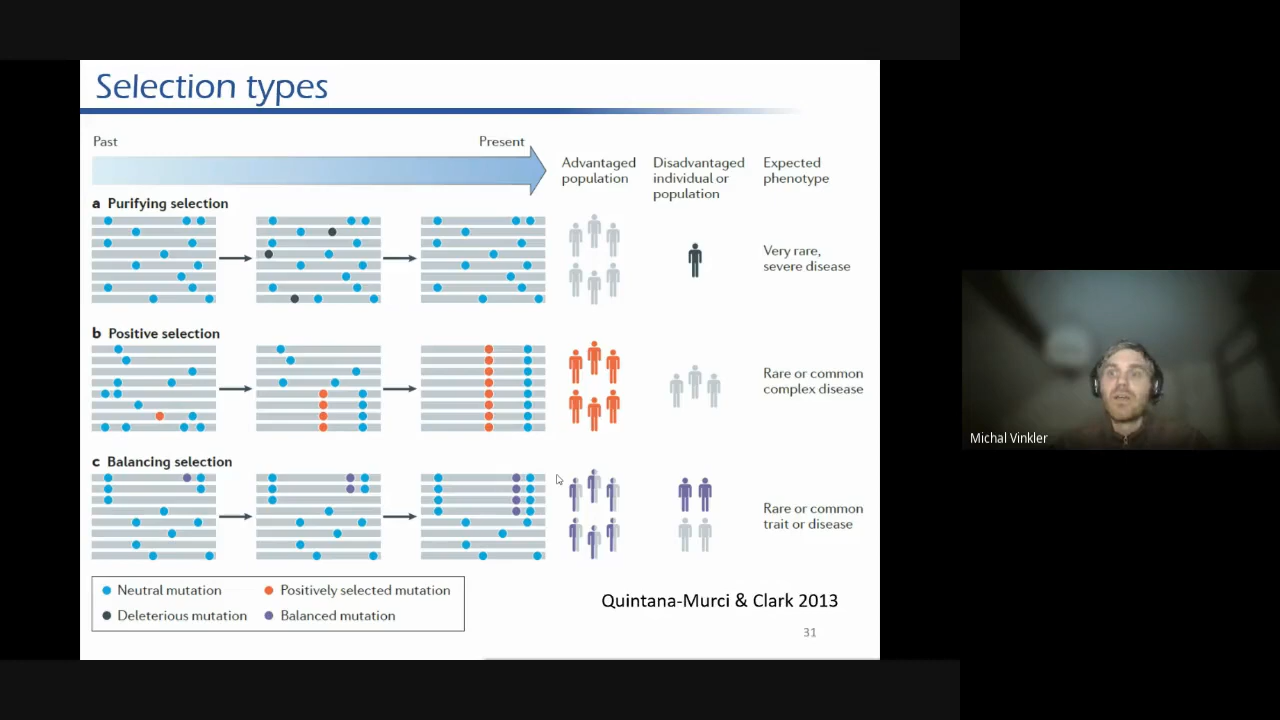 Selection types
Past
Present
Advantaged
population
Disadvantaged
individual or
population
Expected
phenotype
a Purifying selection
Very rare,
severe disease
b Positive selection
Rare or common
complex disease
c Balancing selection
Rare or common
trait or disease
Neutral mutation
Positively selected mutation
Deleterious mutation
Balanced mutation
Quintana-Murci & Clark 2013
31
Michal Vinkler